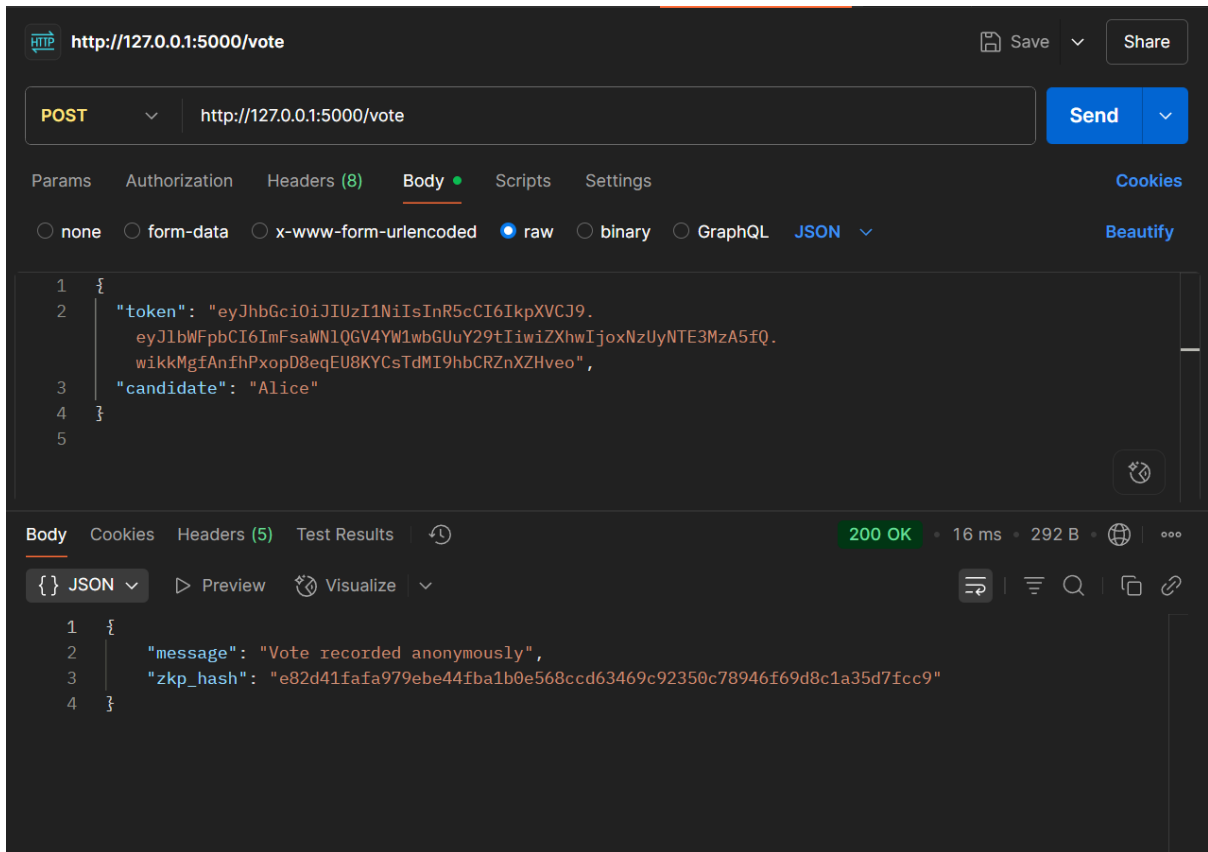 HTTP http://127.0.0.1:5000/vote Save Share
POST http://127.0.0.1:5000/vote Send
Params Authorization Headers (8) Body Scripts Settings Cookies
none form-data x-www-form-urlencoded raw binary GraphQL JSON Beautify
1 {
2 "token": "eyJhbGciOiJIUzI1NiIsInR5cCI6IkpXVCJ9.
eyJlbWFpbCI6ImFsaWNlQGV4YW1wbGUuY29tIiwiZXhwIjoxNzUyNTE3MzA5fQ.
wikkMgfAnfhPxopD8eqEU8KYCsTdMI9hbCRZnXZHveo",
3 "candidate": "Alice"
4 }
5
Body Cookies Headers (5) Test Results 200 OK • 16 ms • 292 B •
{} JSON Preview Visualize
1 {
2 "message": "Vote recorded anonymously",
3 "zkp_hash": "e82d41fafa979ebe44fba1b0e568ccd63469c92350c78946f69d8c1a35d7fcc9"
4 }